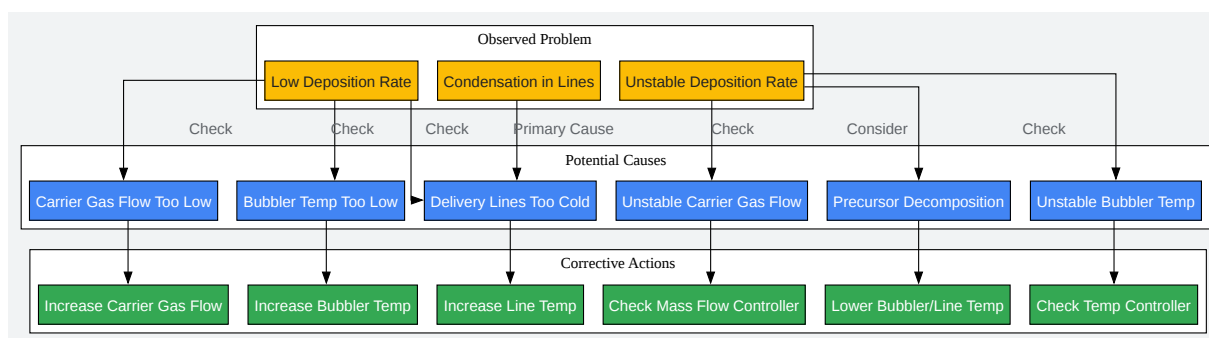 Observed Problem
Low Deposition Rate
Condensation in Lines
Unstable Deposition Rate
Check
Check
Check
Primary Cause
Check
Consider
Check
Potential Causes
Carrier Gas Flow Too Low
Bubbler Temp Too Low
Delivery Lines Too Cold
Unstable Carrier Gas Flow
Precursor Decomposition
Unstable Bubbler Temp
Corrective Actions
Increase Carrier Gas Flow
Increase Bubbler Temp
Increase Line Temp
Check Mass Flow Controller
Lower Bubbler/Line Temp
Check Temp Controller